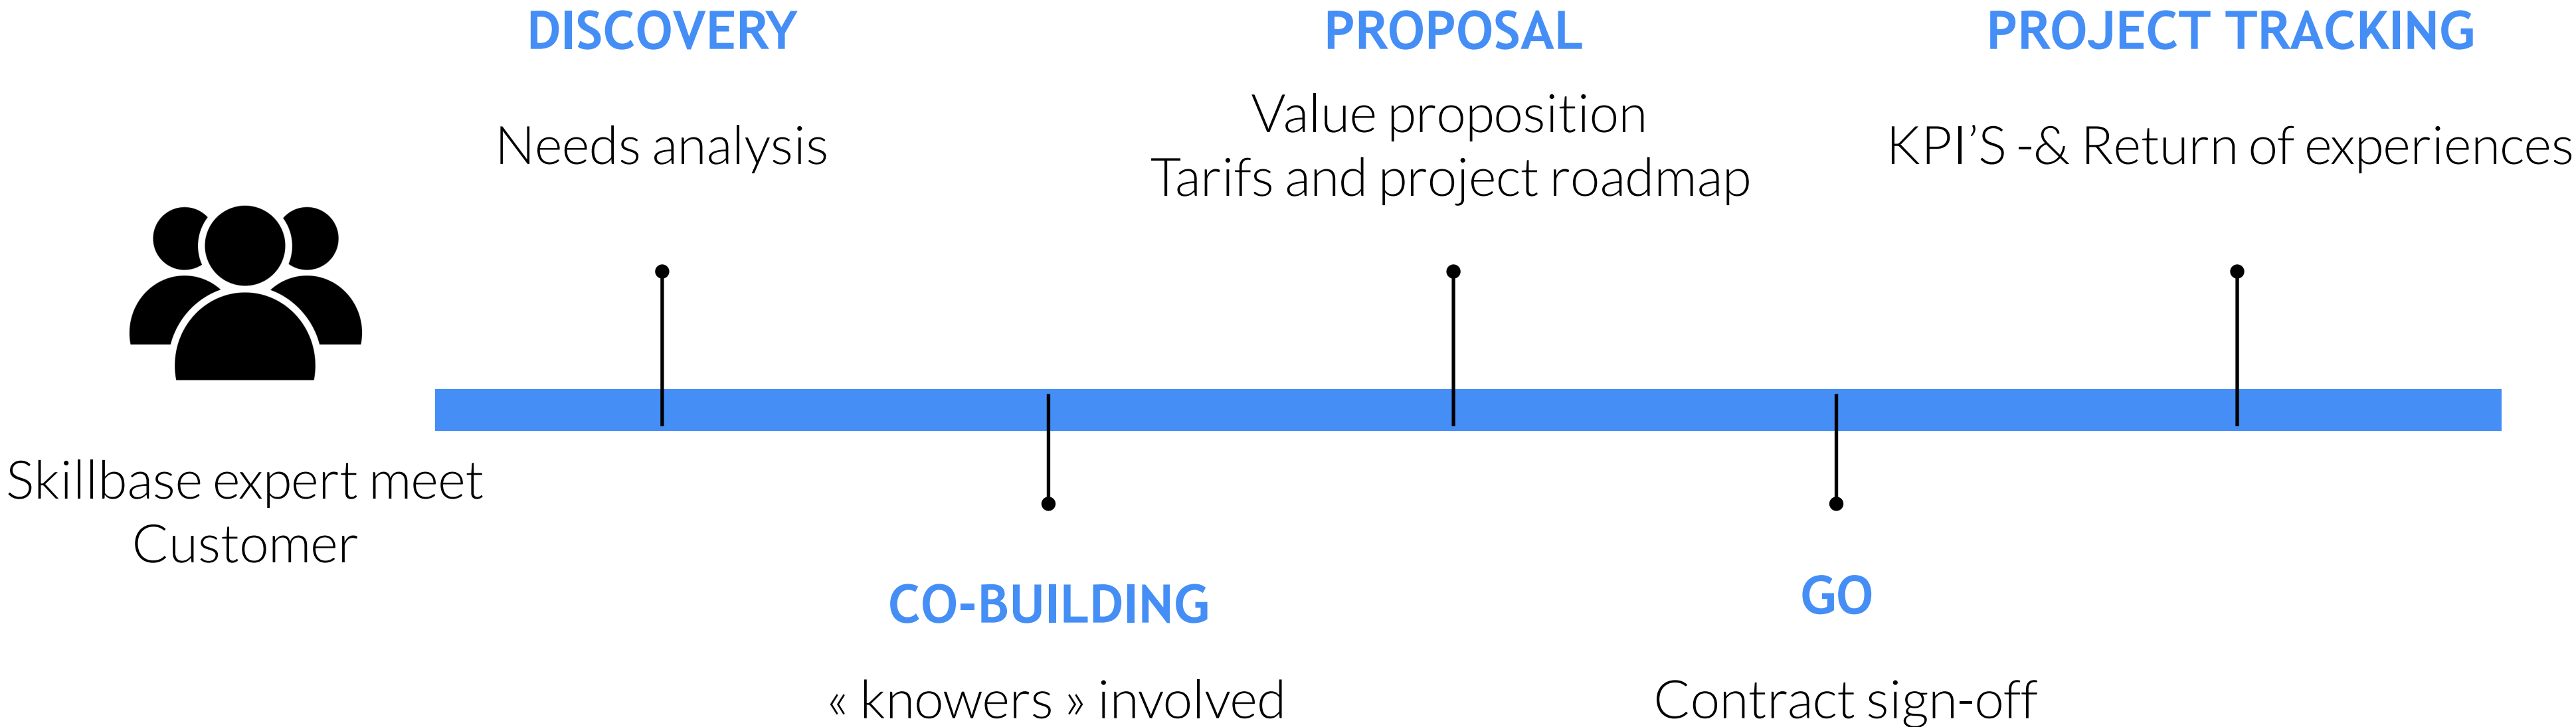 DISCOVERY
Needs analysis
PROPOSAL
Value proposition
Tarifs and project roadmap
PROJECT TRACKING
KPI’S -& Return of experiences
Skillbase expert meet
Customer
CO-BUILDING
« knowers » involved
GO
Contract sign-off